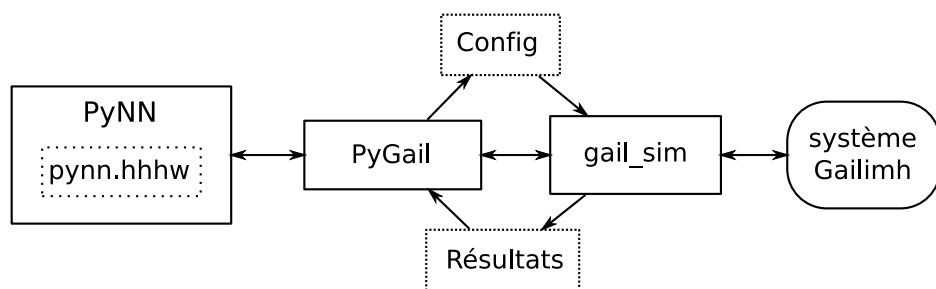 Config
PyNN
pynn.hhhw
PyGail
gail_sim
système
Gailimh
Résultats